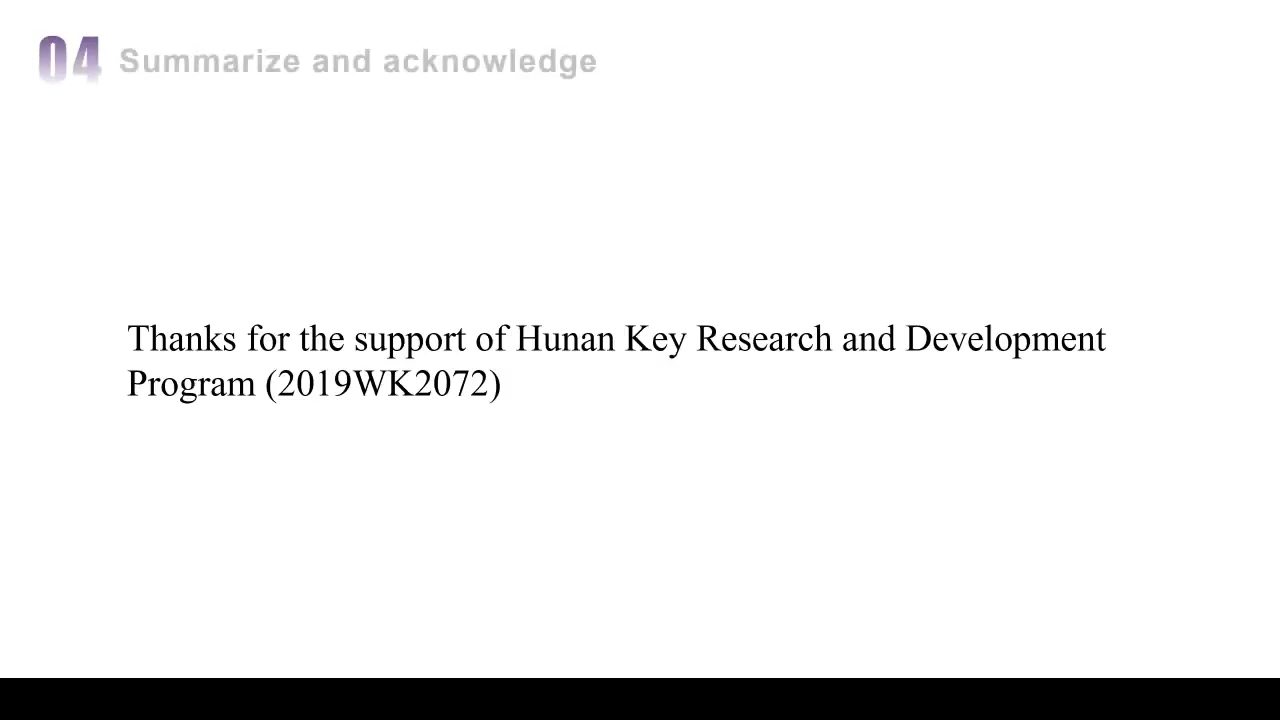 04 Summarize and acknowledge
Thanks for the support of Hunan Key Research and Development
Program (2019WK2072)